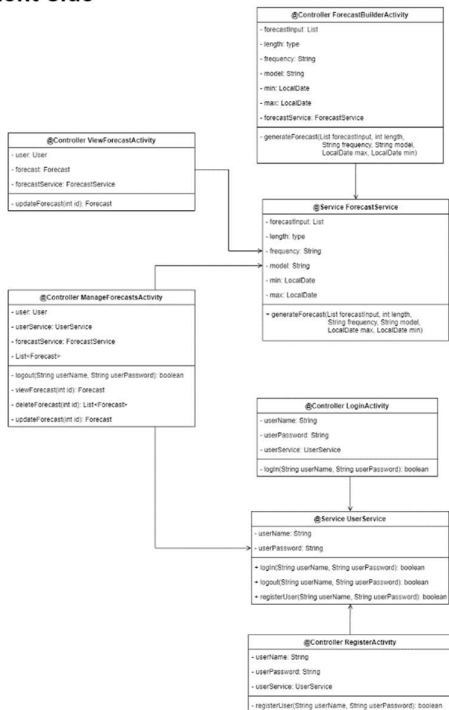 ent Side
@Controller ForecastBuilderActivity
- forecastInput: List
- length: type
- frequency: String
- model: String
- min: LocalDate
- max: LocalDate
- forecastService: ForecastService
- generateForecast(List forecastInput, int length,
String frequency, String model,
LocalDate max, LocalDate min)
@Controller ViewForecastActivity
- user: User
- forecast: Forecast
- forecastService: ForecastService
- updateForecast(int id): Forecast
@Service ForecastService
- forecastInput: List
- length: type
- frequency: String
- model: String
- min: LocalDate
- max: LocalDate
+ generateForecast(List forecastInput, int length,
String frequency, String model,
LocalDate max, LocalDate min)
@Controller ManageForecastsActivity
- user: User
- userService: UserService
- forecastService: ForecastService
- List<Forecast>
- logout(String userName, String userPassword): boolean
- viewForecast(int id): Forecast
- deleteForecast(int id): List<Forecast>
- updateForecast(int id): Forecast
@Controller LoginActivity
- userName: String
- userPassword: String
- userService: UserService
- logIn(String userName, String userPassword): boolean
@Service UserService
- userName: String
- userPassword: String
+ logIn(String userName, String userPassword): boolean
+ logout(String userName, String userPassword): boolean
+ registerUser(String userName, String userPassword): boolean
@Controller RegisterActivity
- userName: String
- userPassword: String
- userService: UserService
- registerUser(String userName, String userPassword): boolean